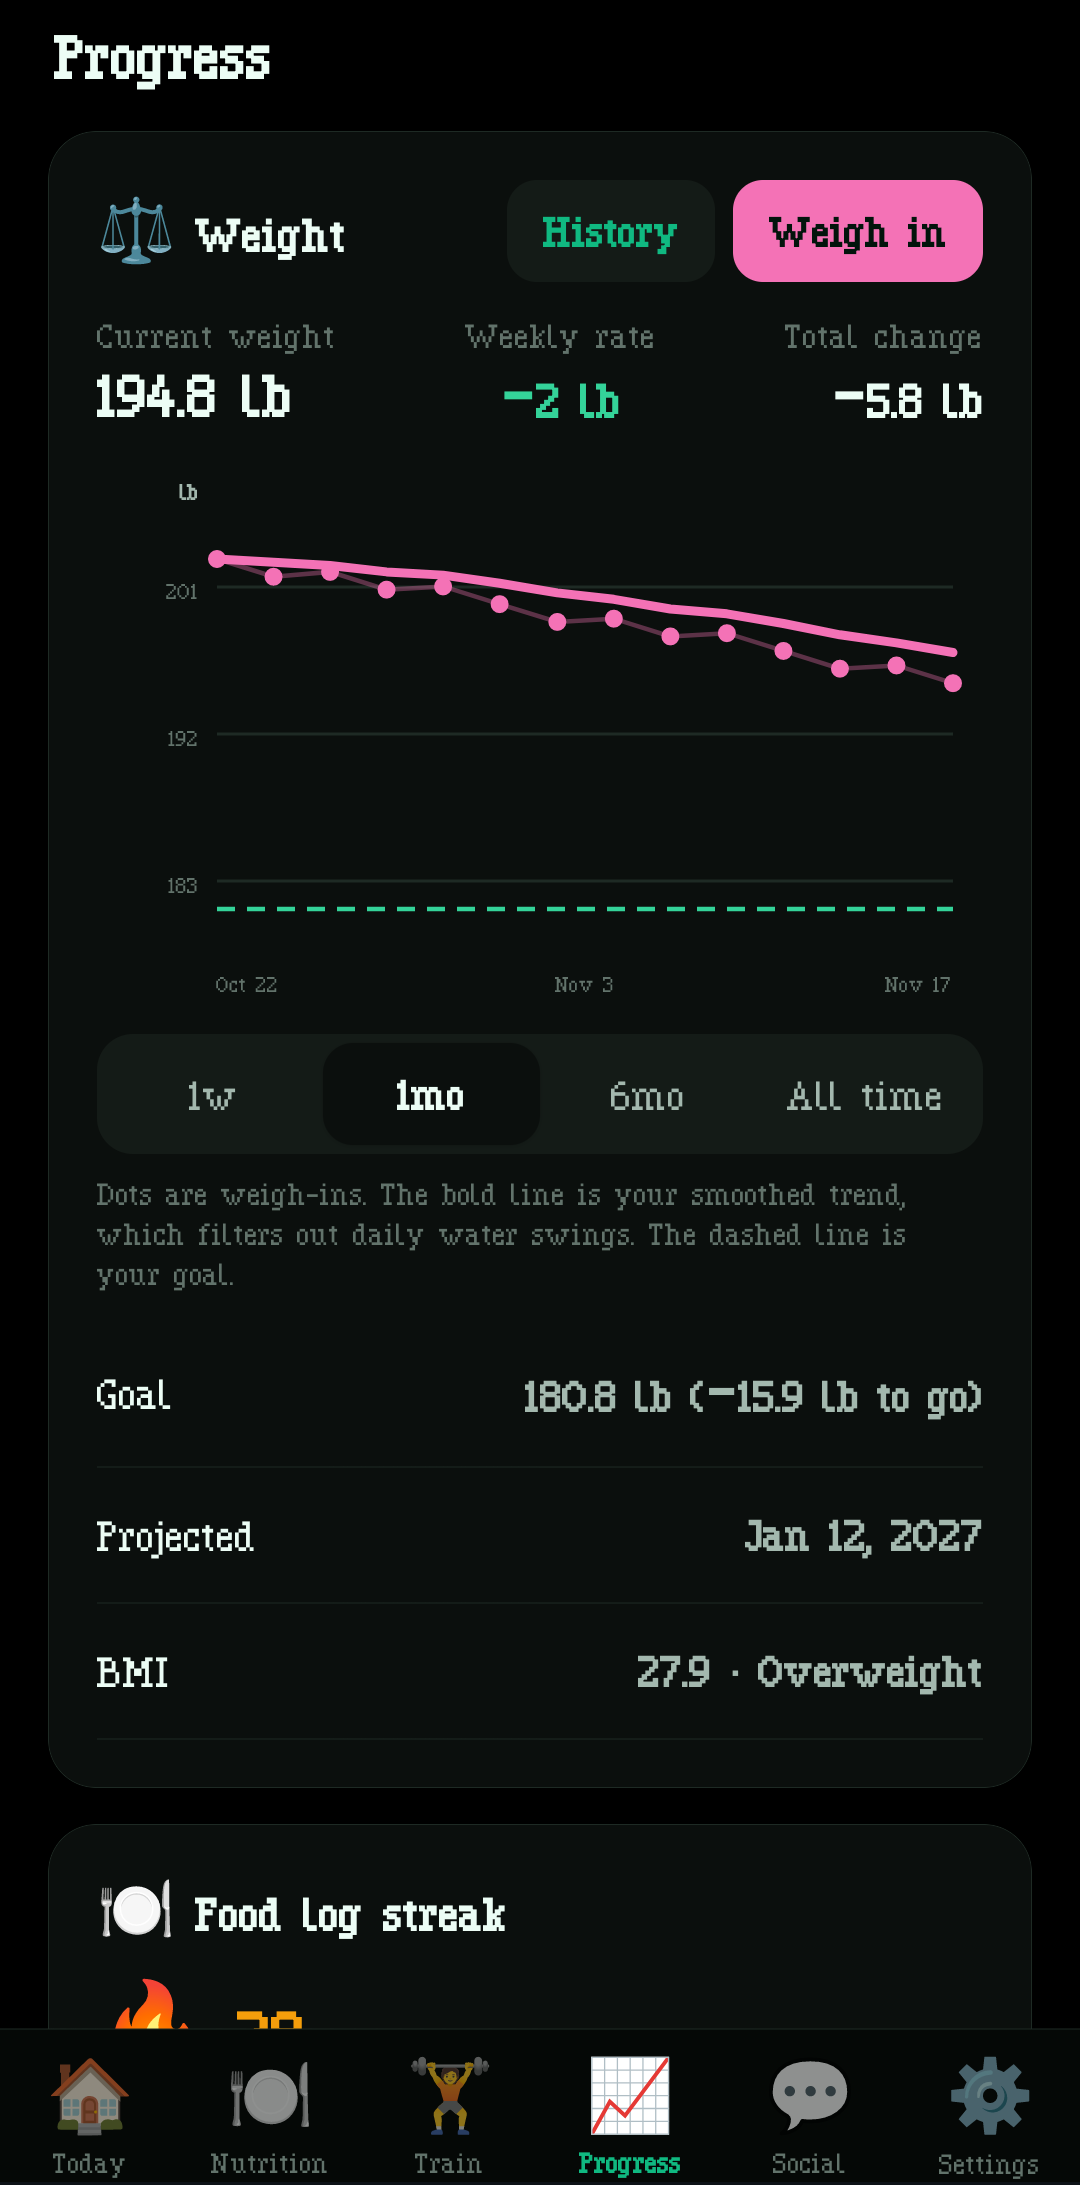 Progress
Weight
History
Weigh in
Current weight
Weekly rate
Total change
194.8 lb
−2 lb
−5.8 lb
lb
201
192
183
Oct 22
Nov 3
Nov 17
1w
1mo
6mo
All time
Dots are weigh-ins. The bold line is your smoothed trend,
which filters out daily water swings. The dashed line is
your goal.
Goal
180.8 lb (−15.9 lb to go)
Projected
Jan 12, 2027
BMI
27.9 · Overweight
Food log streak
Today
Nutrition
Train
Progress
Social
Settings